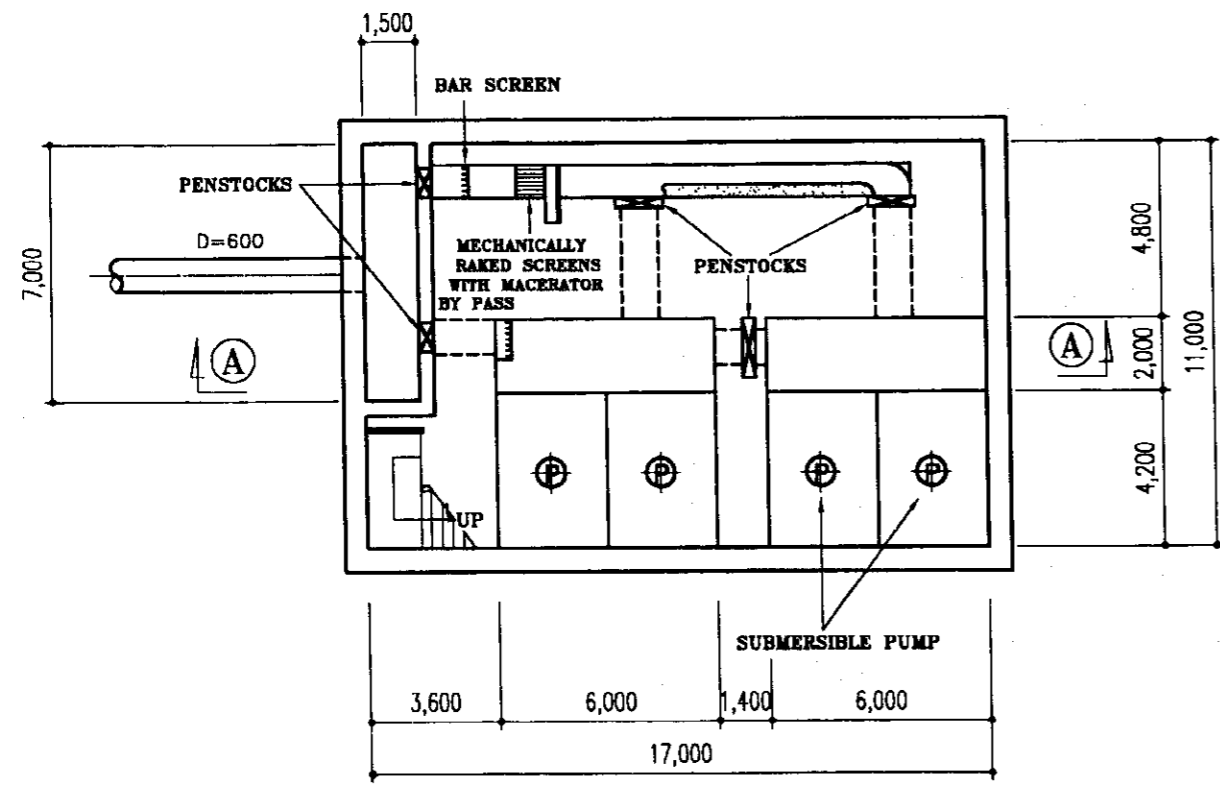 1,500
BAR SCREEN
PENSTOCKS
D=600
MECHANICALLY
RAKED SCREENS
WITH MACERATOR
BY PASS
PENSTOCKS
7,000
4,800
2,000
11,000
4,200
A
A
P
P
P
P
UP
SUBMERSIBLE PUMP
3,600
6,000
1,400
6,000
17,000